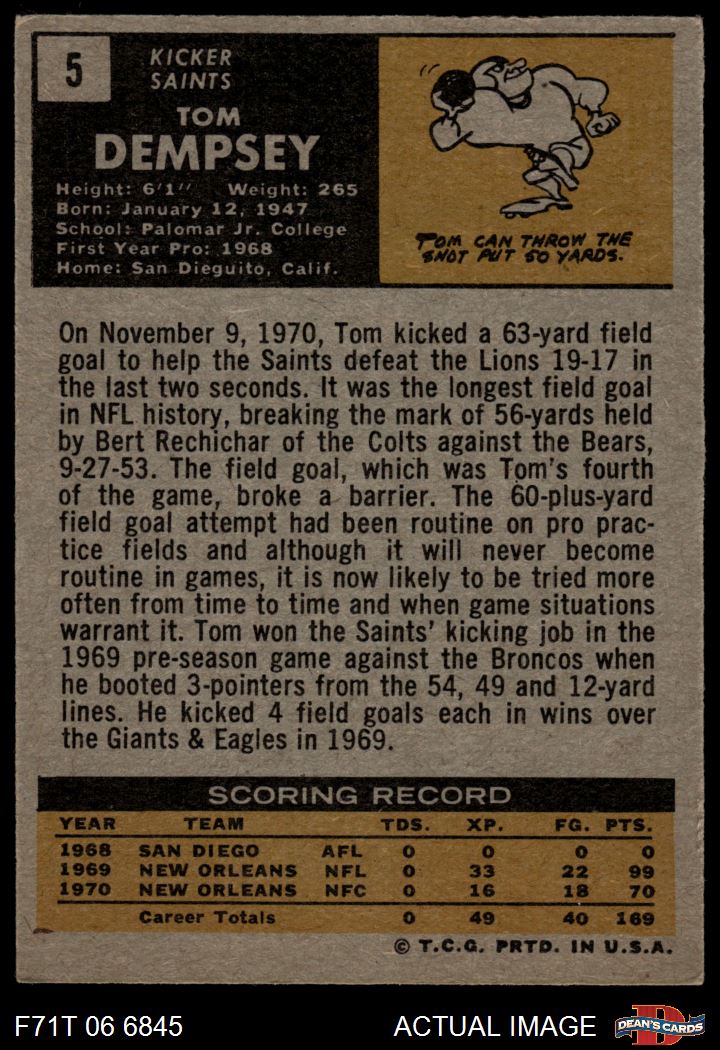 5
KICKER
SAINTS
TOM
DEMPSEY
Height: 6'1" Weight: 265
Born: January 12, 1947
School: Palomar Jr. College
First Year Pro: 1968
Home: San Dieguito, Calif.
TOM CAN THROW THE
SHOT PUT 50 YARDS.
On November 9, 1970, Tom kicked a 63-yard field
goal to help the Saints defeat the Lions 19-17 in
the last two seconds. It was the longest field goal
in NFL history, breaking the mark of 56-yards held
by Bert Rechichar of the Colts against the Bears,
9-27-53. The field goal, which was Tom's fourth
of the game, broke a barrier. The 60-plus-yard
field goal attempt had been routine on pro prac-
tice fields and although it will never become
routine in games, it is now likely to be tried more
often from time to time and when game situations
warrant it. Tom won the Saints' kicking job in the
1969 pre-season game against the Broncos when
he booted 3-pointers from the 54, 49 and 12-yard
lines. He kicked 4 field goals each in wins over
the Giants & Eagles in 1969.
SCORING RECORD
YEAR TEAM TDS. XP. FG. PTS.
1968 SAN DIEGO AFL 0 0 0 0
1969 NEW ORLEANS NFL 0 33 22 99
1970 NEW ORLEANS NFC 0 16 18 70
Career Totals 0 49 40 169
© T.C.G. PRTD. IN U.S.A.
F71T 06 6845 ACTUAL IMAGE D DEAN'S CARDS